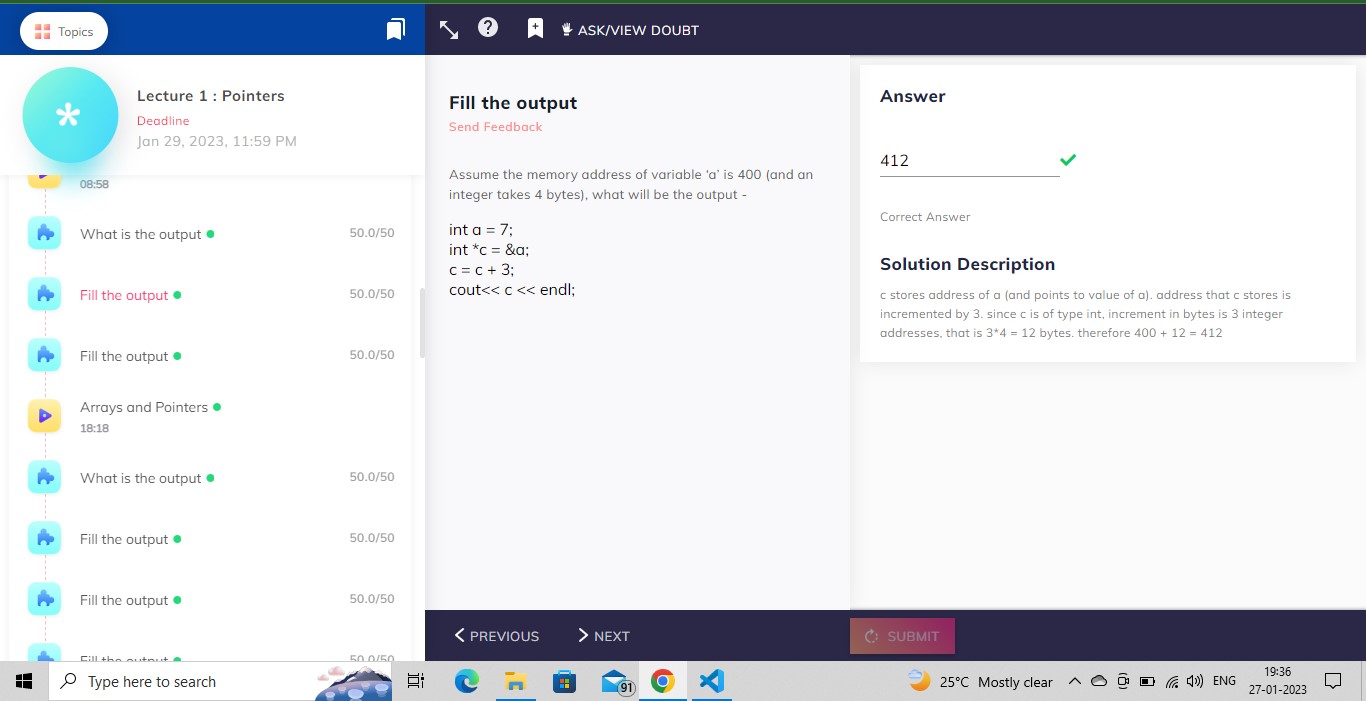 Topics
ASK/VIEW DOUBT
Lecture 1 : Pointers
Deadline
Jan 29, 2023, 11:59 PM
08:58
What is the output
50.0/50
Fill the output
50.0/50
Fill the output
50.0/50
Arrays and Pointers
18:18
What is the output
50.0/50
Fill the output
50.0/50
Fill the output
50.0/50
Fill the output
50.0/50
Fill the output
Send Feedback
Assume the memory address of variable ‘a’ is 400 (and an
integer takes 4 bytes), what will be the output -
int a = 7;
int *c = &a;
c = c + 3;
cout<< c << endl;
Answer
412
Correct Answer
Solution Description
c stores address of a (and points to value of a). address that c stores is
incremented by 3. since c is of type int, increment in bytes is 3 integer
addresses, that is 3*4 = 12 bytes. therefore 400 + 12 = 412
PREVIOUS
NEXT
SUBMIT
Type here to search
91
25°C Mostly clear
ENG
19:36
27-01-2023